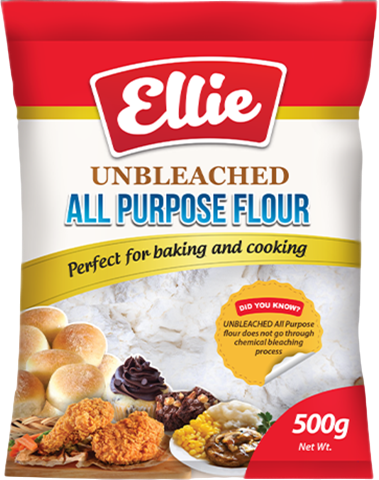 Ellie
UNBLEACHED
ALL PURPOSE FLOUR
Perfect for baking and cooking
DID YOU KNOW?
UNBLEACHED All Purpose
flour does not go through
chemical bleaching
process
500g
Net Wt.